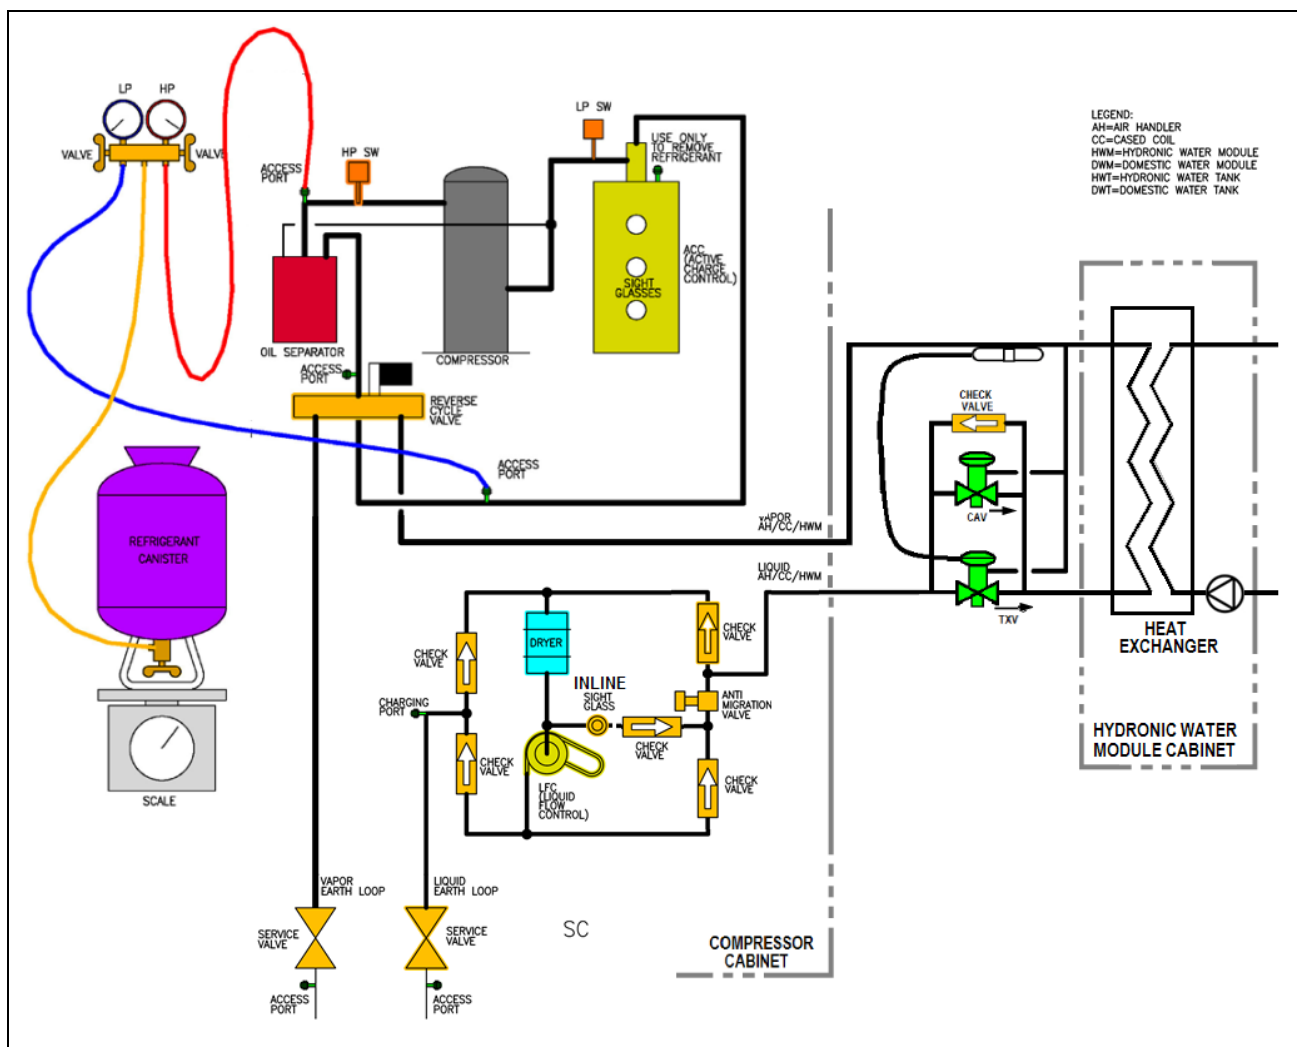 LP
HP
VALVE
VALVE
ACCESS
PORT
HP SW
LP SW
USE ONLY
TO REMOVE
REFRIGERANT
LEGEND:
AH=AIR HANDLER
CC=CASED COIL
HWM=HYDRONIC WATER MODULE
DWM=DOMESTIC WATER MODULE
HWT=HYDRONIC WATER TANK
DWT=DOMESTIC WATER TANK
ACC
(ACTIVE
CHARGE
CONTROL)
SIGHT
GLASSES
OIL SEPARATOR
COMPRESSOR
ACCESS
PORT
REVERSE
CYCLE
VALVE
CHECK
VALVE
ACCESS
PORT
CAV
VAPOR
AH/CC/HWM
REFRIGERANT
CANISTER
LIQUID
AH/CC/HWM
TXV
HEAT
EXCHANGER
DRYER
CHECK
VALVE
CHECK
VALVE
INLINE
SIGHT
GLASS
ANTI
MIGRATION
VALVE
CHARGING
PORT
CHECK
VALVE
HYDRONIC WATER
MODULE CABINET
CHECK
VALVE
CHECK
VALVE
LFC
(LIQUID
FLOW
CONTROL)
SCALE
VAPOR
EARTH LOOP
LIQUID
EARTH LOOP
SERVICE
VALVE
SERVICE
VALVE
SC
COMPRESSOR
CABINET
ACCESS
PORT
ACCESS
PORT